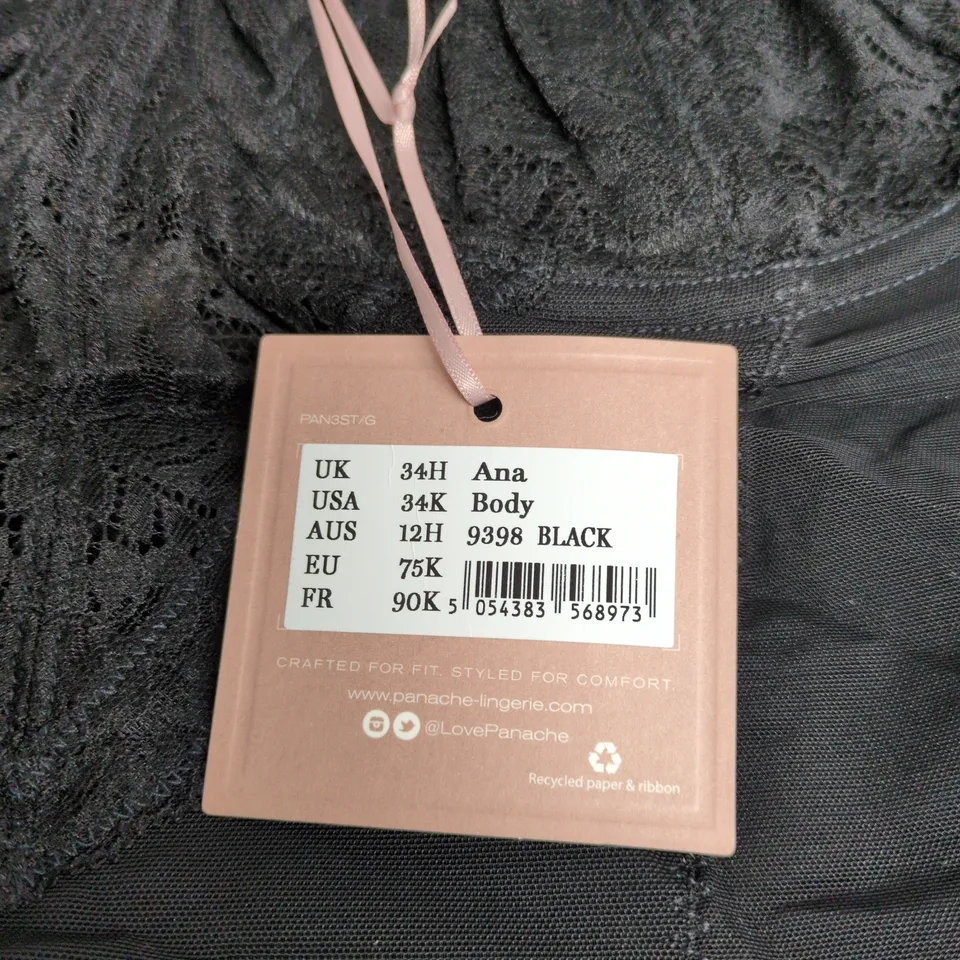 PAN3ST/G
UK 34H Ana
USA 34K Body
AUS 12H 9398 BLACK
EU 75K
FR 90K 5 054383 568973
CRAFTED FOR FIT. STYLED FOR COMFORT.
www.panache-lingerie.com
@LovePanache
Recycled paper & ribbon